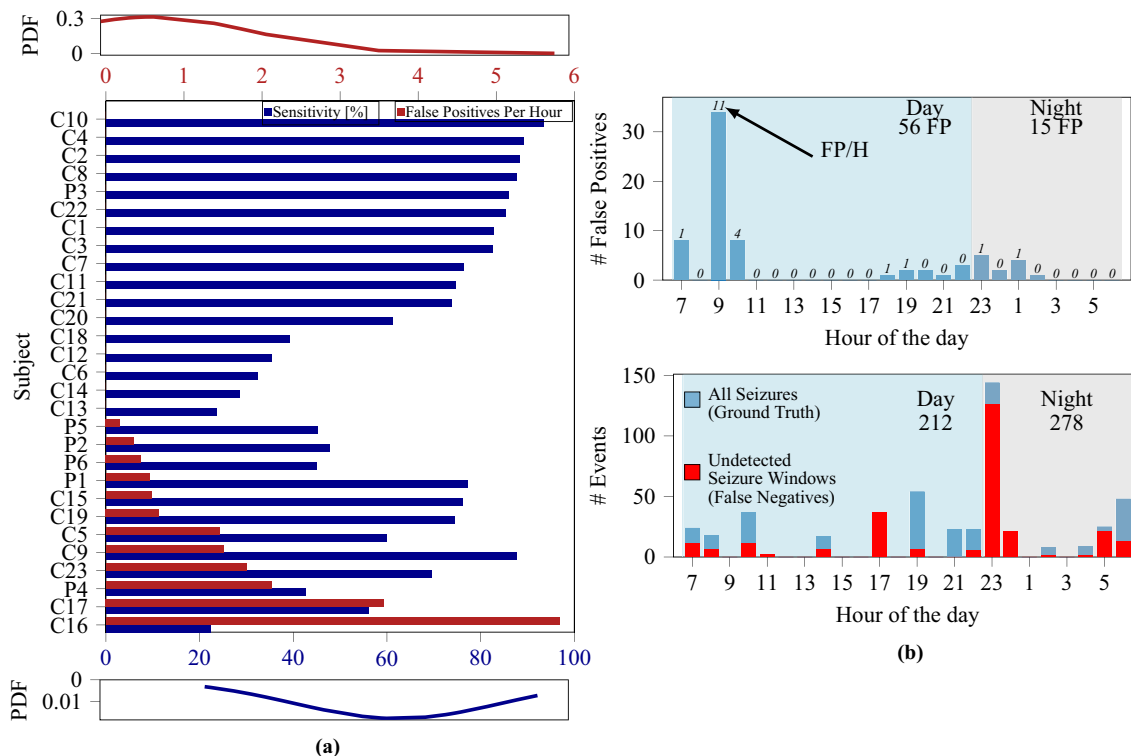 PDF
0.3
0
0 1 2 3 4 5 6
Sensitivity [%] False Positives Per Hour
Subject
C10
C4
C2
C8
P3
C22
C1
C3
C7
C11
C21
C20
C18
C12
C6
C14
C13
P5
P2
P6
P1
C15
C19
C5
C9
C23
P4
C17
C16
0 20 40 60 80 100
PDF
0
0.01
(a)
# False Positives
30
20
10
0
Day
56 FP
Night
15 FP
FP/H
1 0 11 4 0 0 0 0 0 0 0 1 1 0 0 0 1 0 1 0 0 0 0 0
7 9 11 13 15 17 19 21 23 1 3 5
Hour of the day
# Events
150
100
50
0
All Seizures
(Ground Truth)
Undetected
Seizure Windows
(False Negatives)
Day
212
Night
278
7 9 11 13 15 17 19 21 23 1 3 5
Hour of the day
(b)